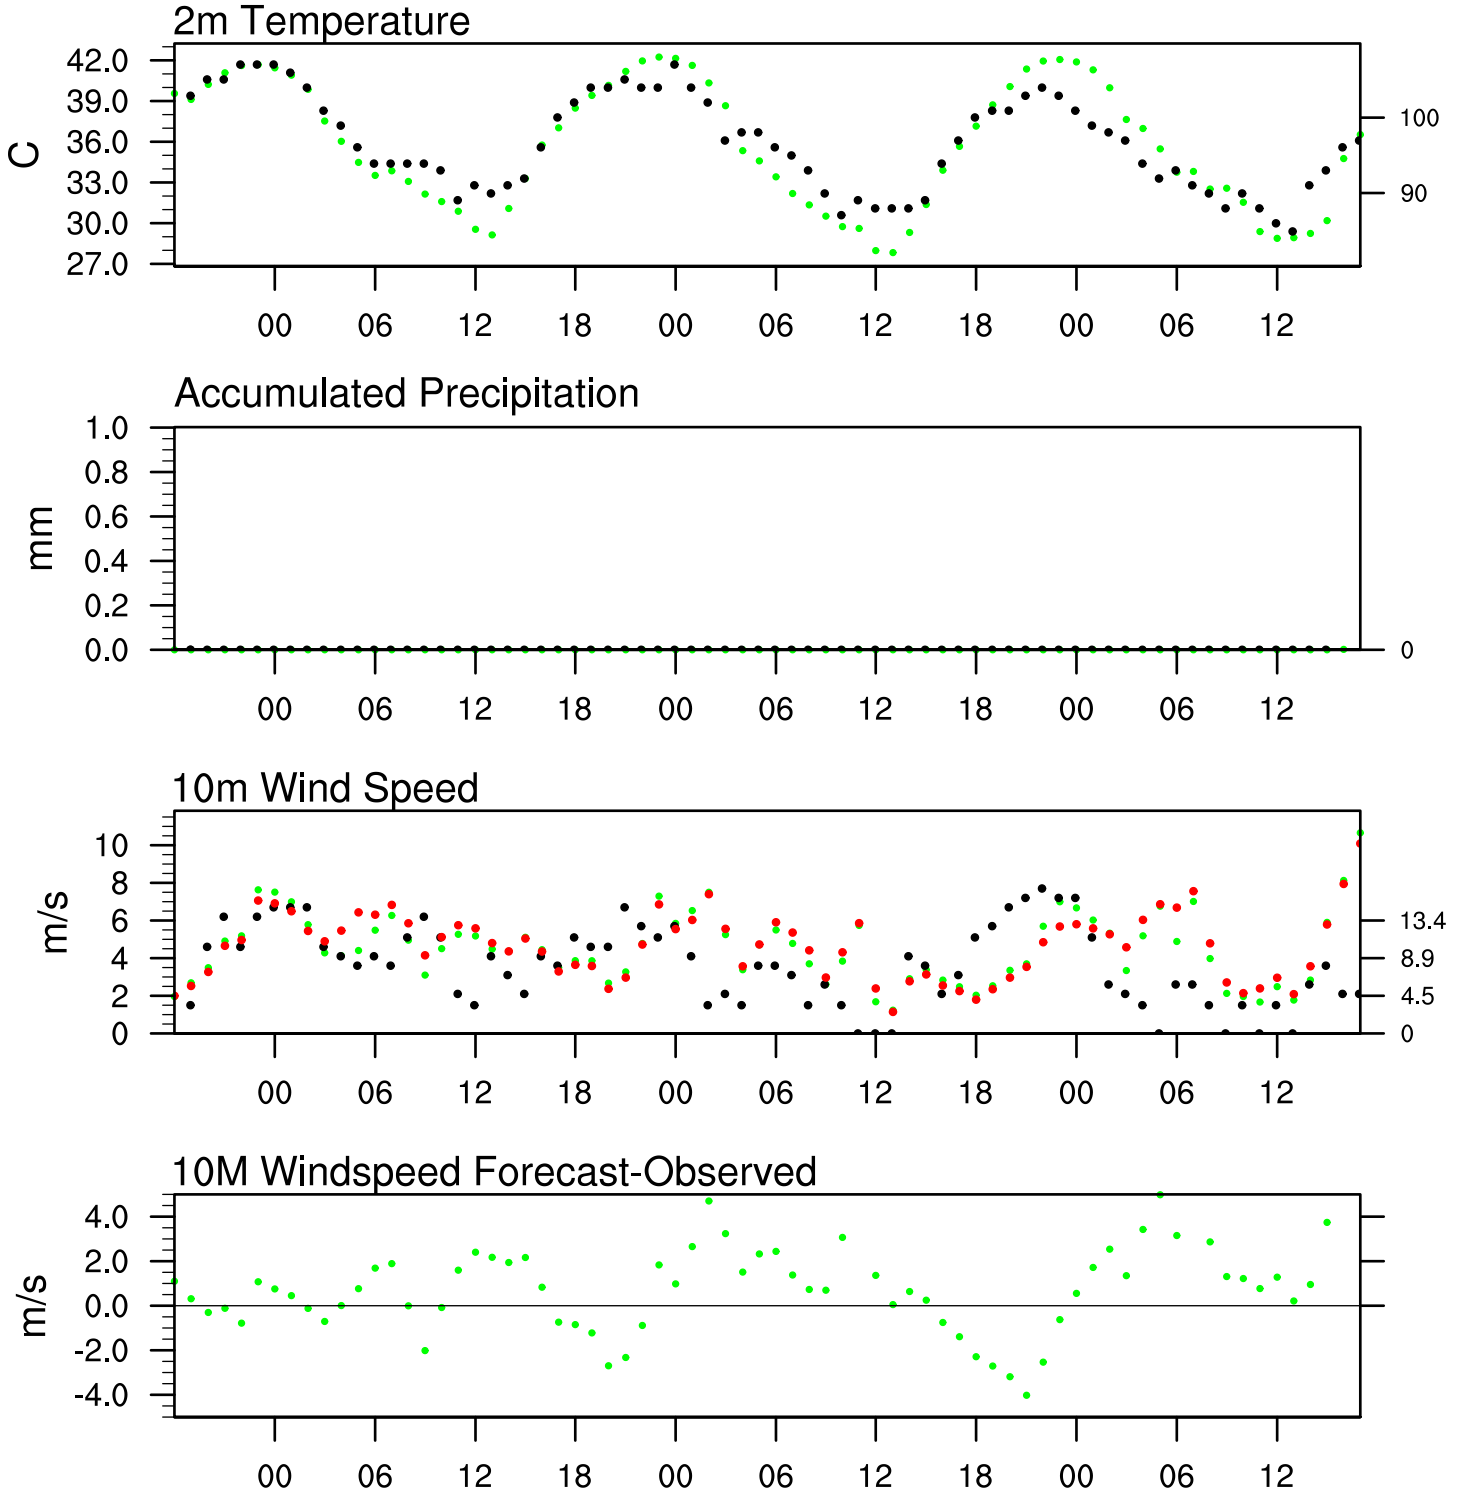 2m Temperature
42.0
39.0
36.0
33.0
30.0
27.0
C
100
90
00 06 12 18 00 06 12 18 00 06 12
Accumulated Precipitation
1.0
0.8
0.6
0.4
0.2
0.0
mm
0
00 06 12 18 00 06 12 18 00 06 12
10m Wind Speed
10
8
6
4
2
0
m/s
13.4
8.9
4.5
0
00 06 12 18 00 06 12 18 00 06 12
10M Windspeed Forecast-Observed
4.0
2.0
0.0
-2.0
-4.0
m/s
00 06 12 18 00 06 12 18 00 06 12